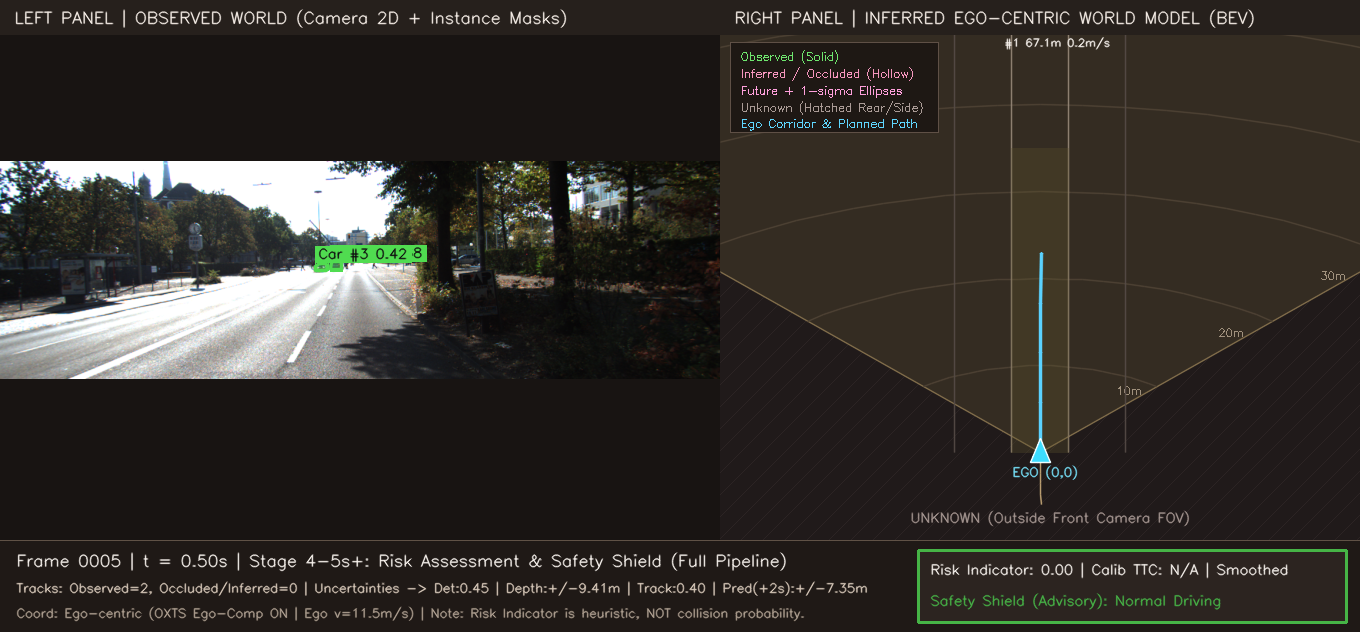 LEFT PANEL | OBSERVED WORLD (Camera 2D + Instance Masks)
RIGHT PANEL | INFERRED EGO-CENTRIC WORLD MODEL (BEV)
#1 67.1m 0.2m/s
Observed (Solid)
Inferred / Occluded (Hollow)
Future + 1-sigma Ellipses
Unknown (Hatched Rear/Side)
Ego Corridor & Planned Path
Car #3 0.42 8
30m
20m
10m
EGO (0,0)
UNKNOWN (Outside Front Camera FOV)
Frame 0005 | t = 0.50s | Stage 4-5s+: Risk Assessment & Safety Shield (Full Pipeline)
Tracks: Observed=2, Occluded/Inferred=0 | Uncertainties -> Det:0.45 | Depth:+/-9.41m | Track:0.40 | Pred(+2s):+/-7.35m
Coord: Ego-centric (OXTS Ego-Comp ON | Ego v=11.5m/s) | Note: Risk Indicator is heuristic, NOT collision probability.
Risk Indicator: 0.00 | Calib TTC: N/A | Smoothed
Safety Shield (Advisory): Normal Driving